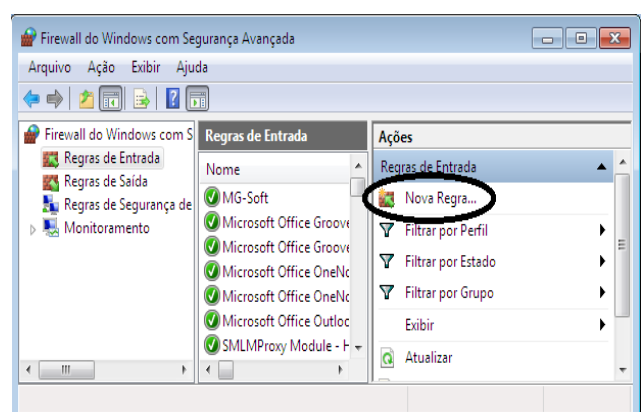 Firewall do Windows com Segurança Avançada
Arquivo Ação Exibir Ajuda
Firewall do Windows com S
Regras de Entrada
Regras de Saída
Regras de Segurança de
Monitoramento
Regras de Entrada
Nome
MG-Soft
Microsoft Office Groove
Microsoft Office Groove
Microsoft Office OneNo
Microsoft Office OneNo
Microsoft Office Outloo
SMLMProxy Module - H
Ações
Regras de Entrada
Nova Regra...
Filtrar por Perfil
Filtrar por Estado
Filtrar por Grupo
Exibir
Atualizar